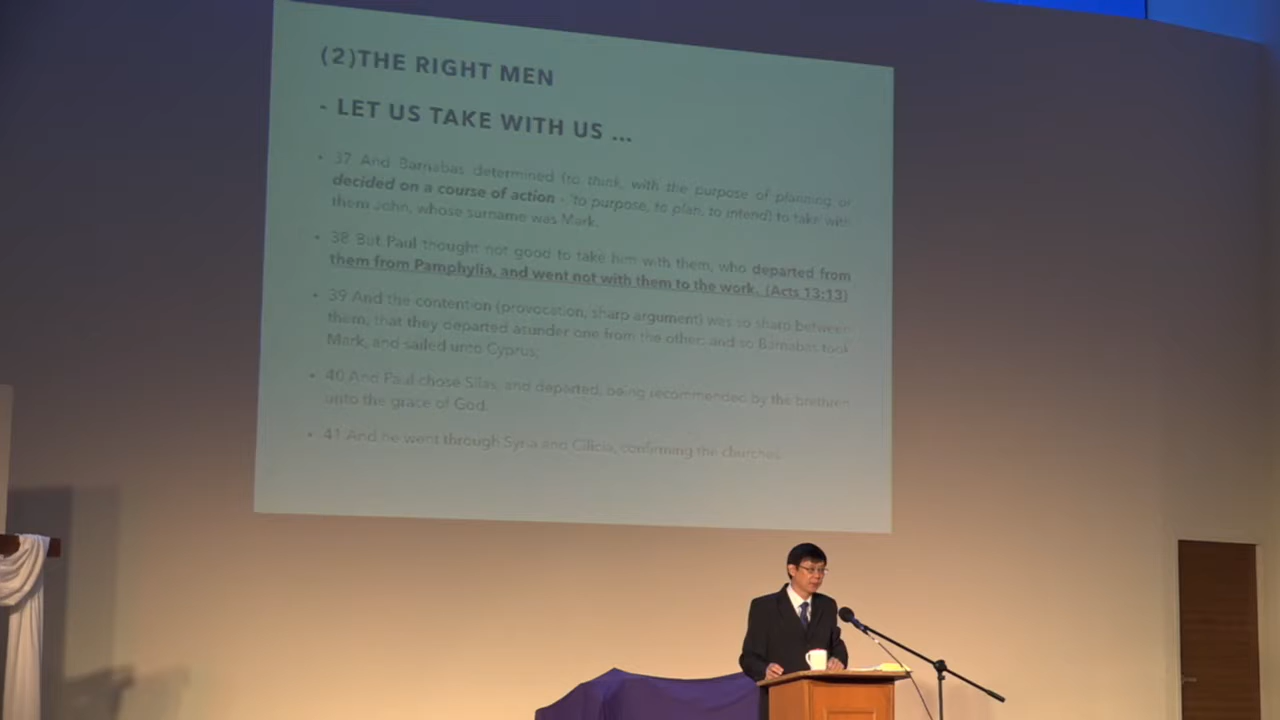 (2)THE RIGHT MEN
- LET US TAKE WITH US ...
• 37 And Barnabas determined (to think, with the purpose of planning or
decided on a course of action - 'to purpose, to plan, to intend) to take with
them John, whose surname was Mark.
• 38 But Paul thought not good to take him with them, who departed from
them from Pamphylia, and went not with them to the work. (Acts 13:13)
• 39 And the contention (provocation, sharp argument) was so sharp between
them, that they departed asunder one from the other: and so Barnabas took
Mark, and sailed unto Cyprus;
• 40 And Paul chose Silas, and departed, being recommended by the brethren
unto the grace of God.
• 41 And he went through Syria and Cilicia, confirming the churches.